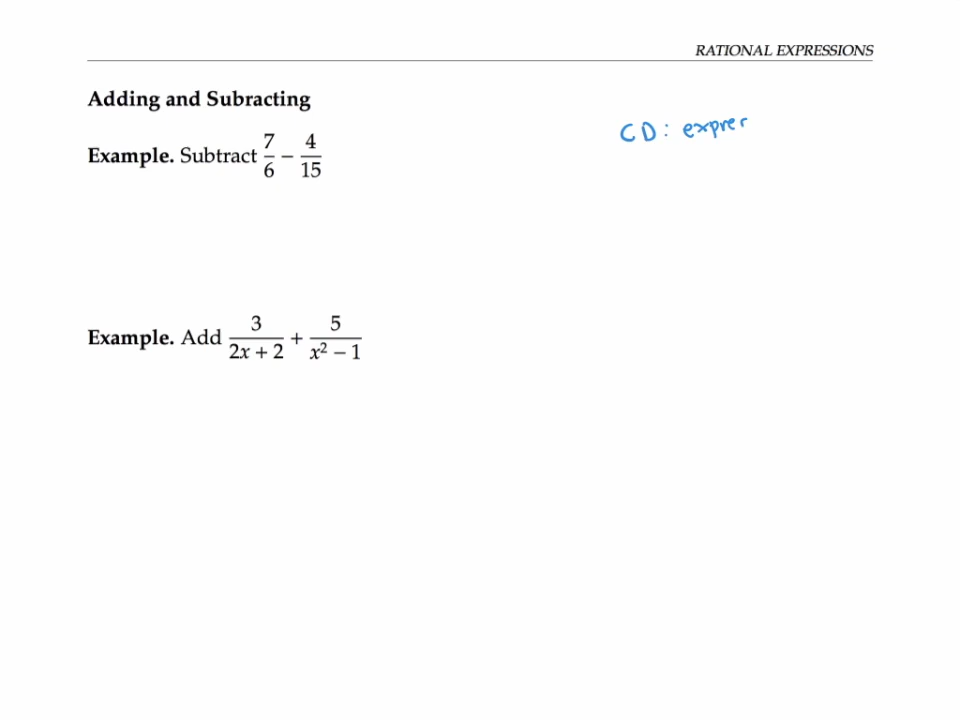 RATIONAL EXPRESSIONS
Adding and Subracting
CD: exprer
Example. Subtract 7/6 − 4/15
Example. Add 3/(2x + 2) + 5/(x² − 1)